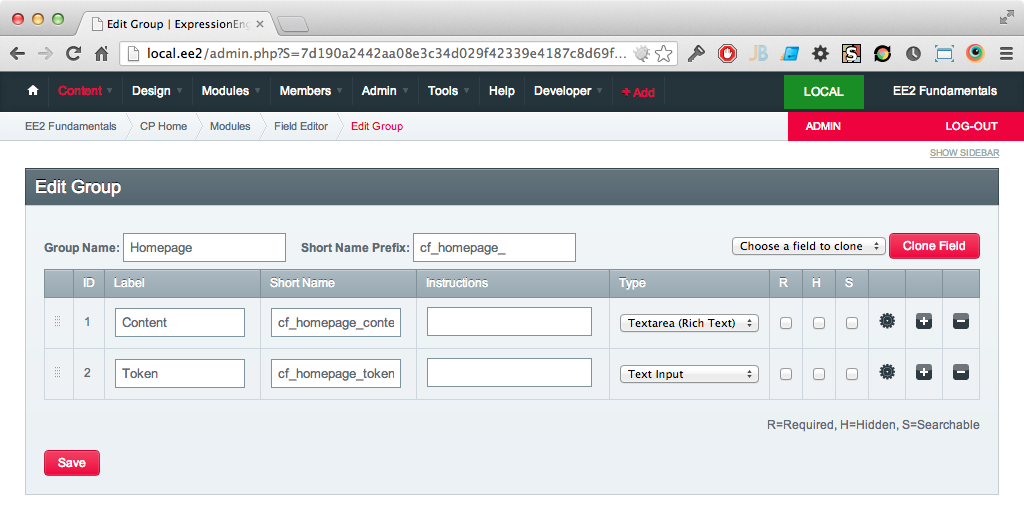 Edit Group | ExpressionEng
local.ee2/admin.php?S=7d190a2442aa08e3c34d029f42339e4187c8d69f...
Content Design Modules Members Admin Tools Help Developer + Add LOCAL EE2 Fundamentals
EE2 Fundamentals CP Home Modules Field Editor Edit Group ADMIN LOG-OUT
SHOW SIDEBAR
Edit Group
Group Name: Homepage Short Name Prefix: cf_homepage_ Choose a field to clone Clone Field
ID Label Short Name Instructions Type R H S
1 Content cf_homepage_conte Textarea (Rich Text)
2 Token cf_homepage_token Text Input
R=Required, H=Hidden, S=Searchable
Save